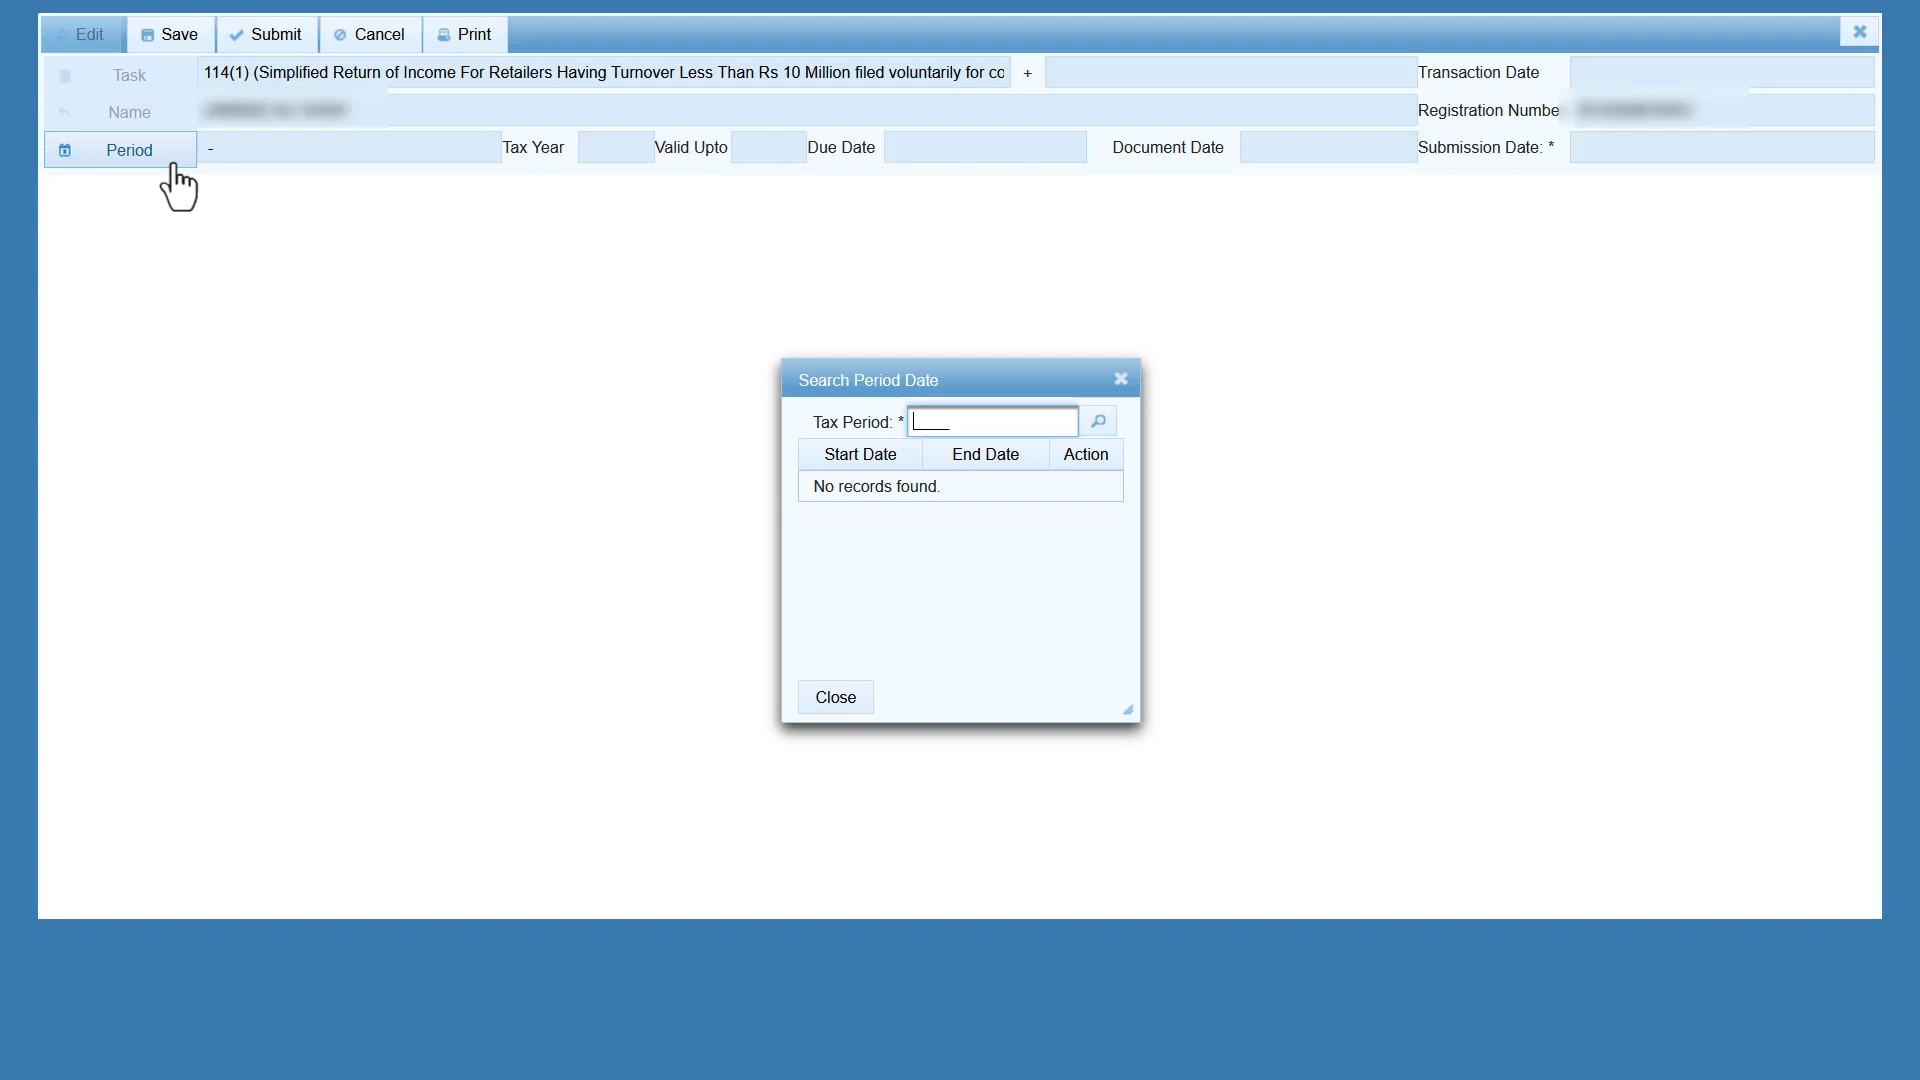 Edit Save Submit Cancel Print
Task 114(1) (Simplified Return of Income For Retailers Having Turnover Less Than Rs 10 Million filed voluntarily for co + Transaction Date
Name Registration Numbe
Period - Tax Year Valid Upto Due Date Document Date Submission Date: *
Search Period Date
Tax Period: *
Start Date End Date Action
No records found.
Close